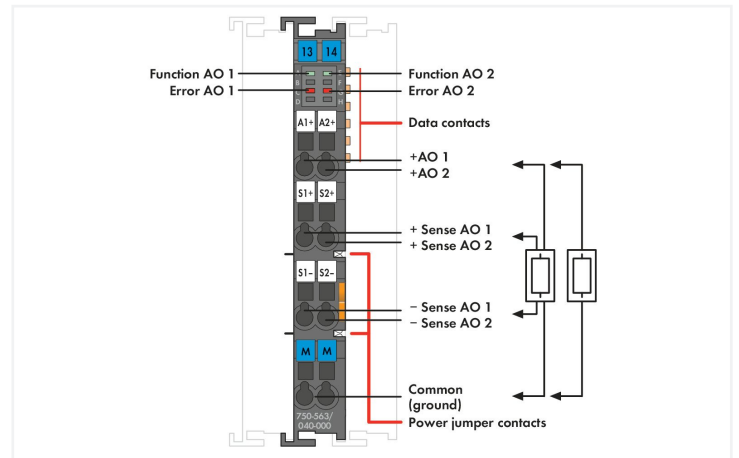 13 14
Function AO 1
Function AO 2
A E
B F
Error AO 1
C G
Error AO 2
D H
A1+ A2+
Data contacts
+AO 1
+AO 2
S1+ S2+
+ Sense AO 1
+ Sense AO 2
S1− S2−
− Sense AO 1
− Sense AO 2
M M
Common
(ground)
750-563/
040-000
Power jumper contacts